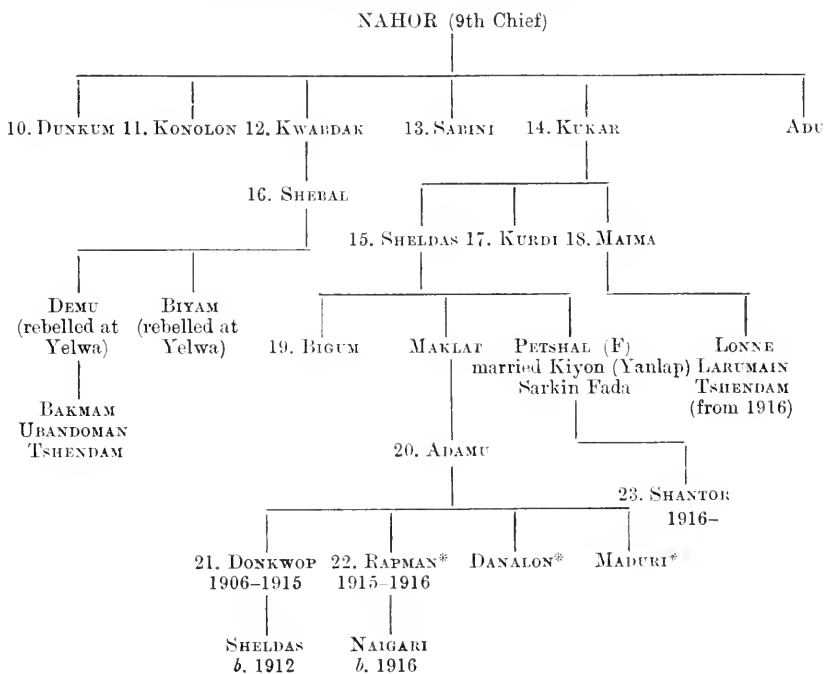 NAHOR (9th Chief)
10. DUNKUM 11. KONOLON 12. KWABDAK 13. SABINI 14. KUKAR ADU
16. SHEBAL
15. SHELDAS 17. KURDI 18. MAIMA
DEMU
(rebelled at
Yelwa)
BIYAM
(rebelled at
Yelwa)
19. BIGUM
MAKLAT
PETSHAL (F)
married Kiyon (Yanlap)
Sarkin Fada
LONNE
LARUMAIN
TSHENDAM
(from 1916)
BAKMAM
UBANDOMAN
TSHENDAM
20. ADAMU
23. SHANTOR
1916–
21. DONKWOP
1906–1915
22. RAPMAN*
1915–1916
DANALON*
MADURI*
SHELDAS
b. 1912
NAIGARI
b. 1916